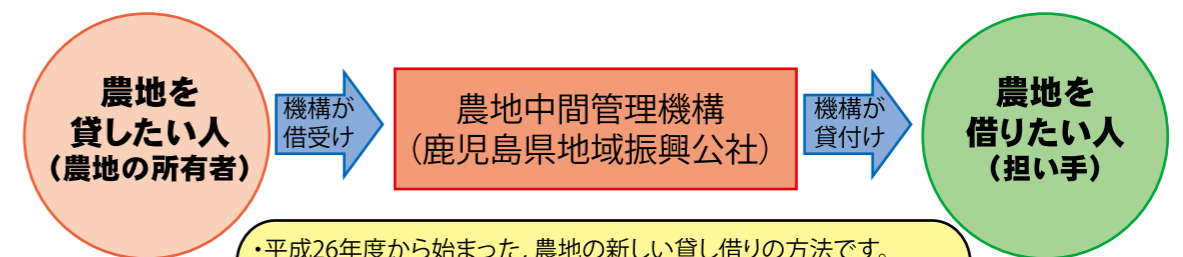 農地を
貸したい人
（農地の所有者）
機構が
借受け
農地中間管理機構
（鹿児島県地域振興公社）
機構が
貸付け
農地を
借りたい人
（担い手）
・平成26年度から始まった，農地の新しい貸し借りの方法です。